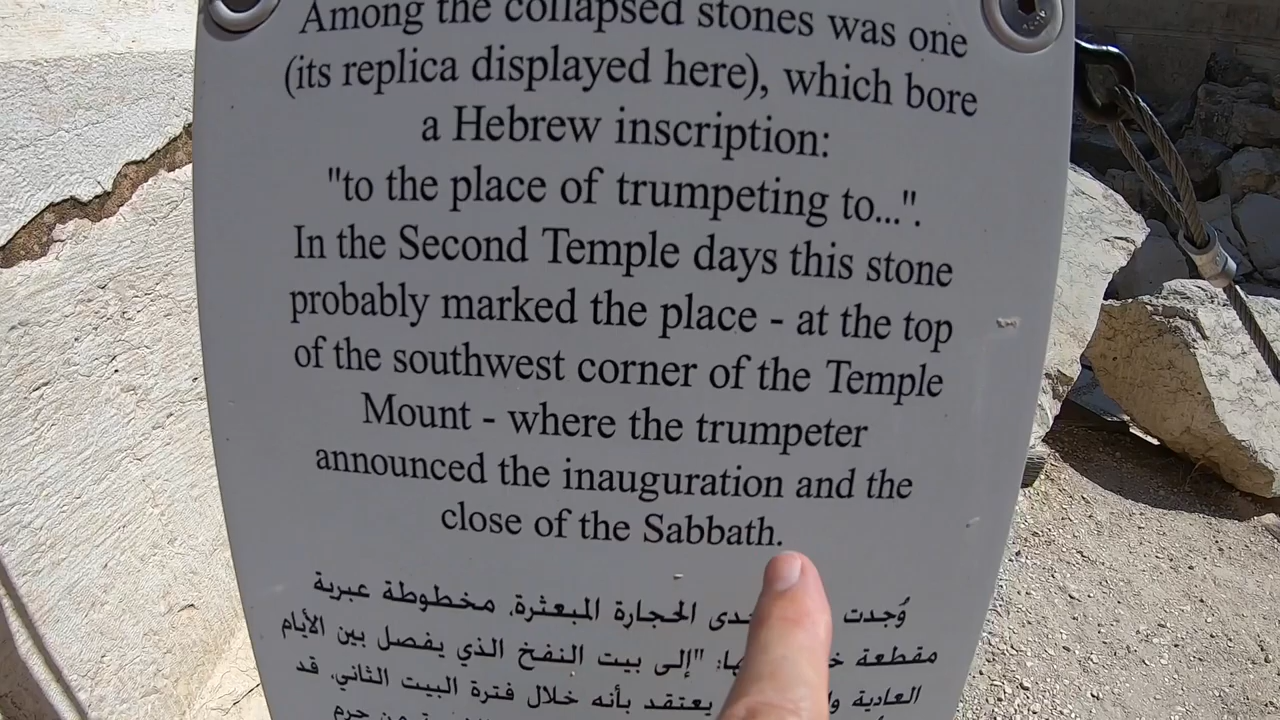 Among the collapsed stones was one
(its replica displayed here), which bore
a Hebrew inscription:
"to the place of trumpeting to...".
In the Second Temple days this stone
probably marked the place - at the top
of the southwest corner of the Temple
Mount - where the trumpeter
announced the inauguration and the
close of the Sabbath.
وُجدت الحجارة المبعثرة، مخطوطة عبرية
مقطعة "إلى بيت النفخ الذي يفصل بين الأيام
العادية يعتقد بأنه خلال فترة البيت الثاني، قد